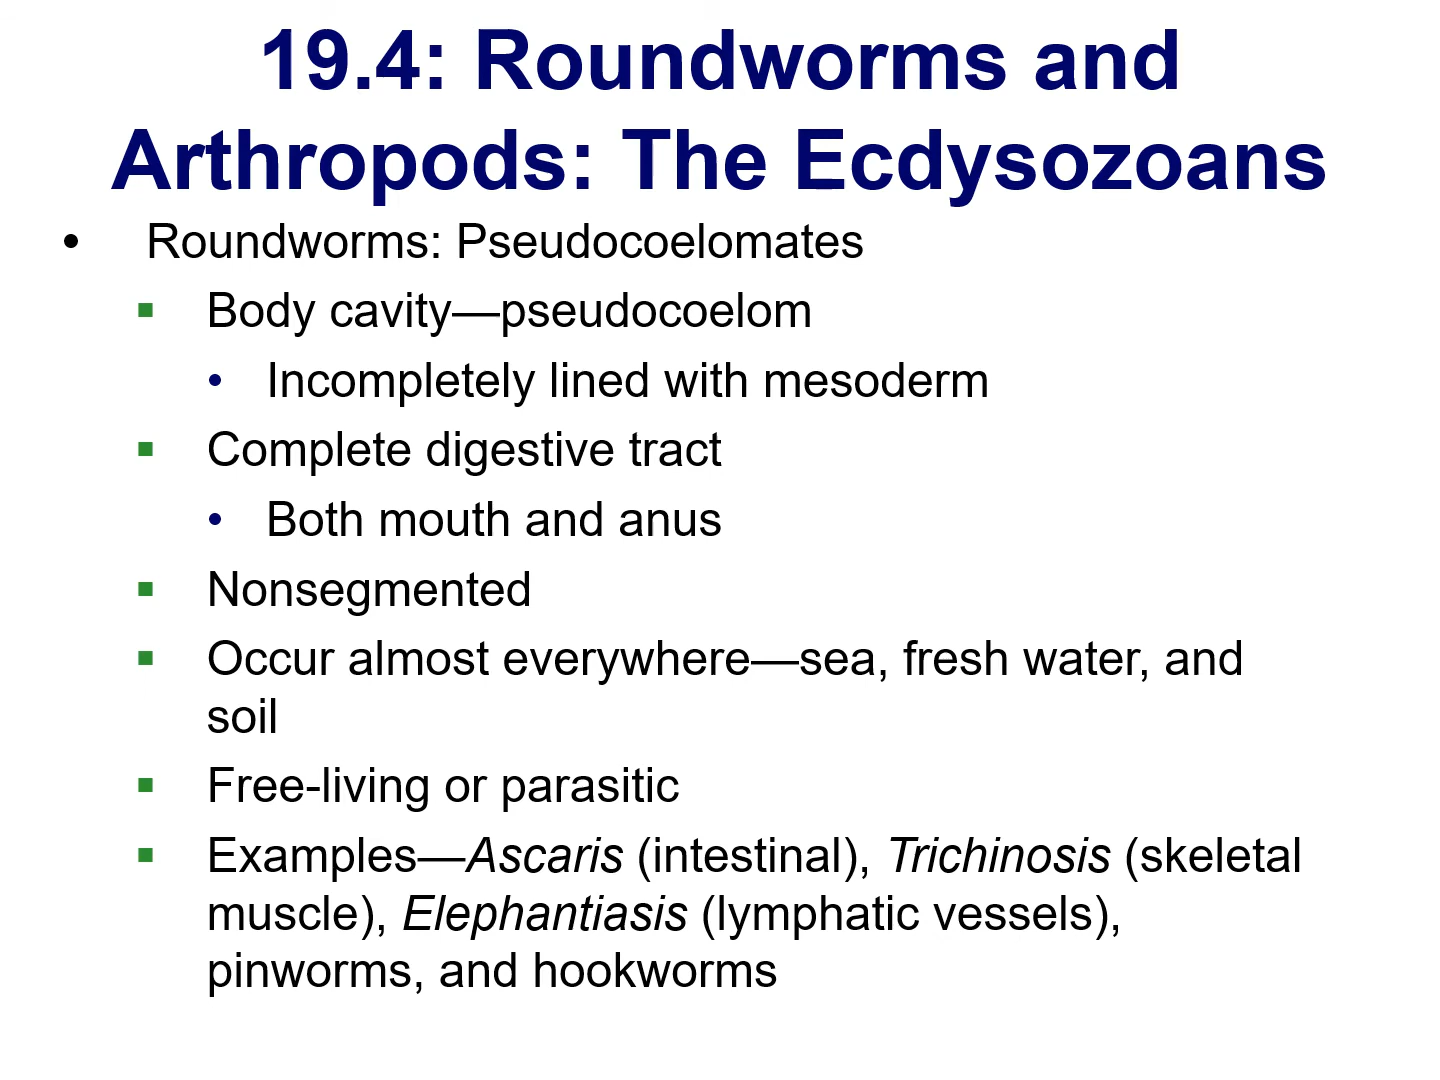 19.4: Roundworms and
Arthropods: The Ecdysozoans
• Roundworms: Pseudocoelomates
▪ Body cavity—pseudocoelom
• Incompletely lined with mesoderm
▪ Complete digestive tract
• Both mouth and anus
▪ Nonsegmented
▪ Occur almost everywhere—sea, fresh water, and
soil
▪ Free-living or parasitic
▪ Examples—Ascaris (intestinal), Trichinosis (skeletal
muscle), Elephantiasis (lymphatic vessels),
pinworms, and hookworms